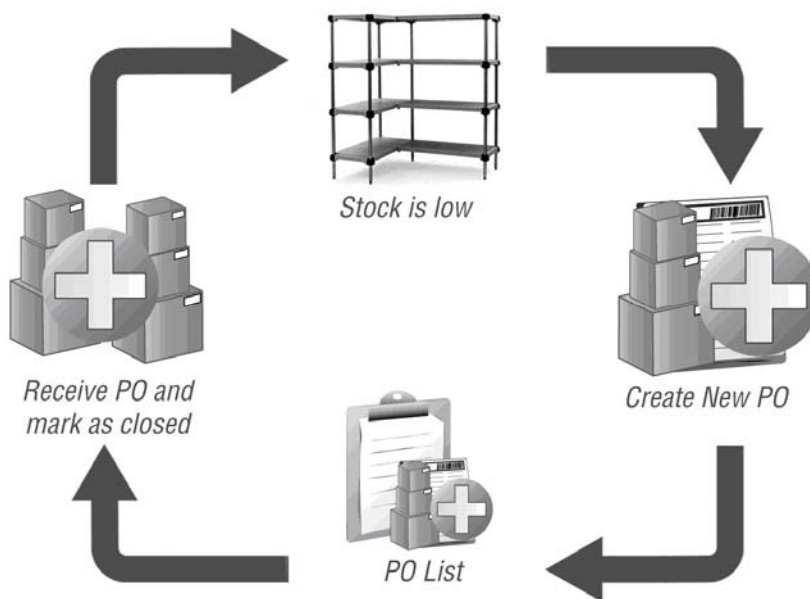 Stock is low
Create New PO
PO List
Receive PO and
mark as closed